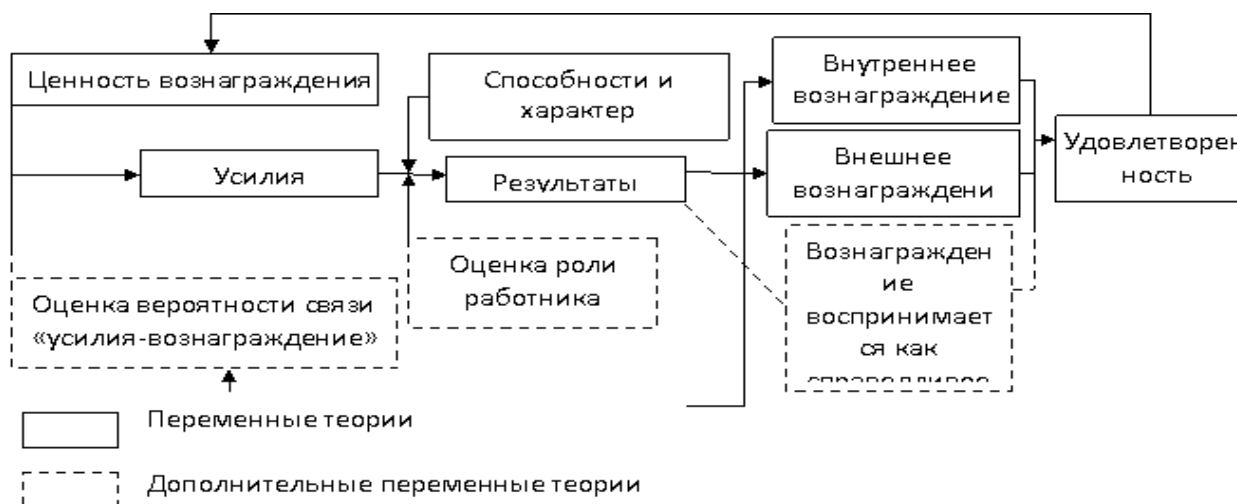 Ценность вознаграждения
Способности и
характер
Внутреннее
вознаграждение
Удовлетворен
ность
Усилия
Результаты
Внешнее
вознаграждени
Оценка роли
работника
Оценка вероятности связи
«усилия-вознаграждение»
Вознагражден
ие
воспринимает
ся как
справедливое
Переменные теории
Дополнительные переменные теории